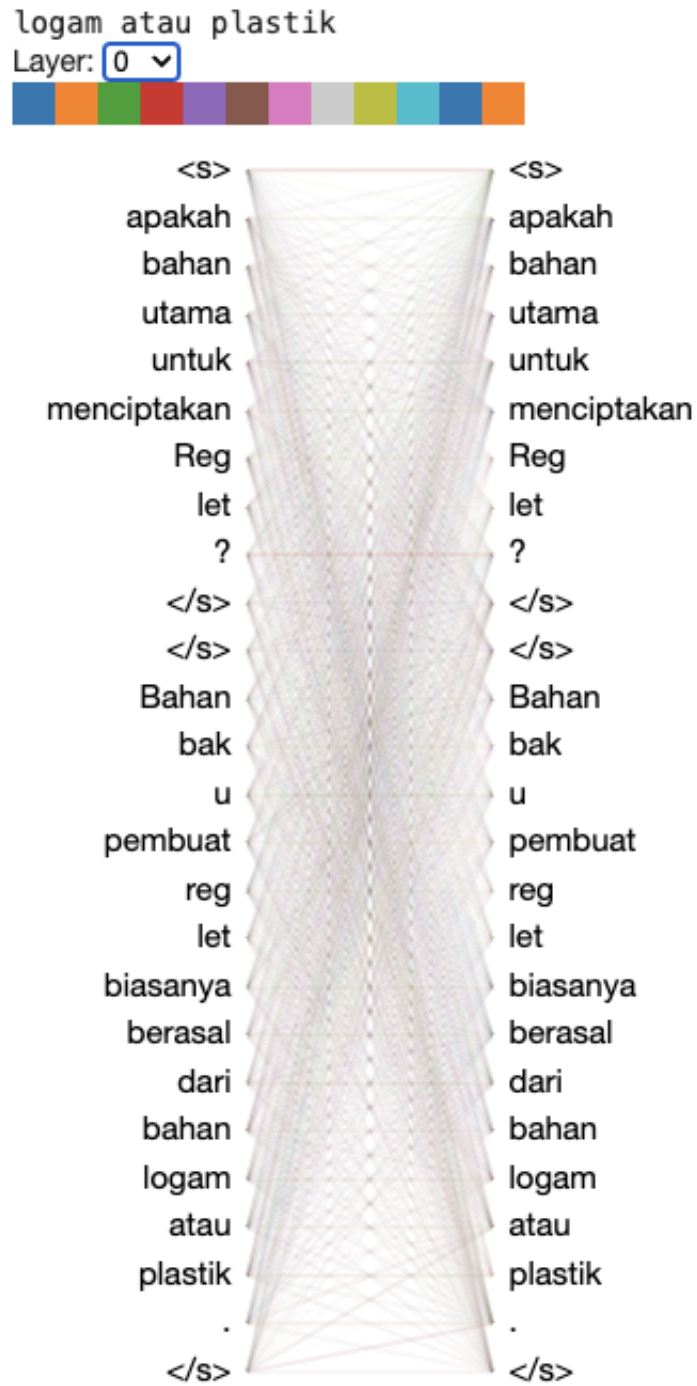 logam atau plastik
Layer: 0
<s> <s>
apakah apakah
bahan bahan
utama utama
untuk untuk
menciptakan menciptakan
Reg Reg
let let
? ?
</s> </s>
</s> </s>
Bahan Bahan
bak bak
u u
pembuat pembuat
reg reg
let let
biasanya biasanya
berasal berasal
dari dari
bahan bahan
logam logam
atau atau
plastik plastik
. .
</s> </s>